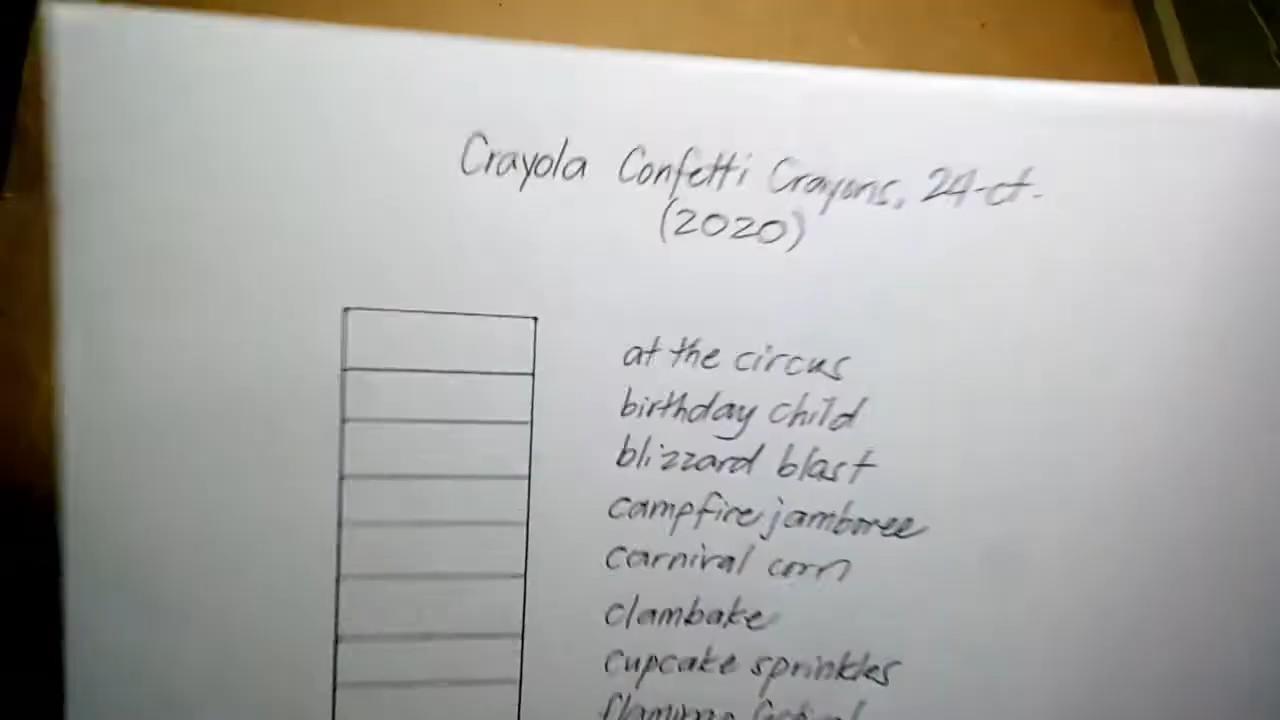 Crayola Confetti Crayons, 24-ct.
(2020)
at the circus
birthday child
blizzard blast
campfire jamboree
carnival corn
clambake
cupcake sprinkles